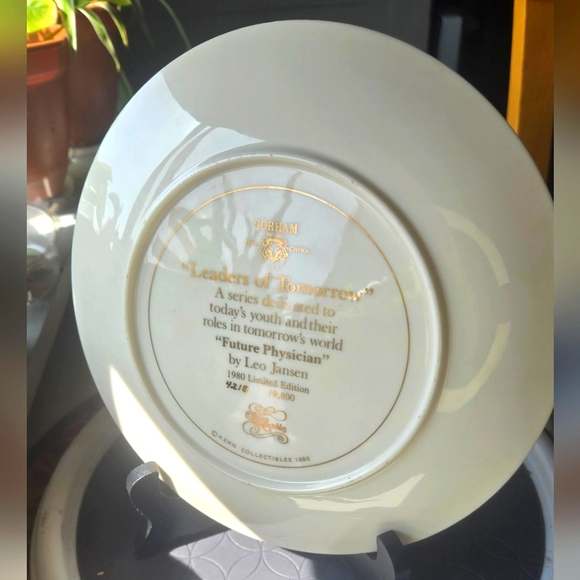 GORHAM
CHINA
"Leaders of Tomorrow"
A series dedicated to
today's youth and their
roles in tomorrow's world
"Future Physician"
by Leo Jansen
1980 Limited Edition
4218 /9,800
© KERN COLLECTIBLES 1980